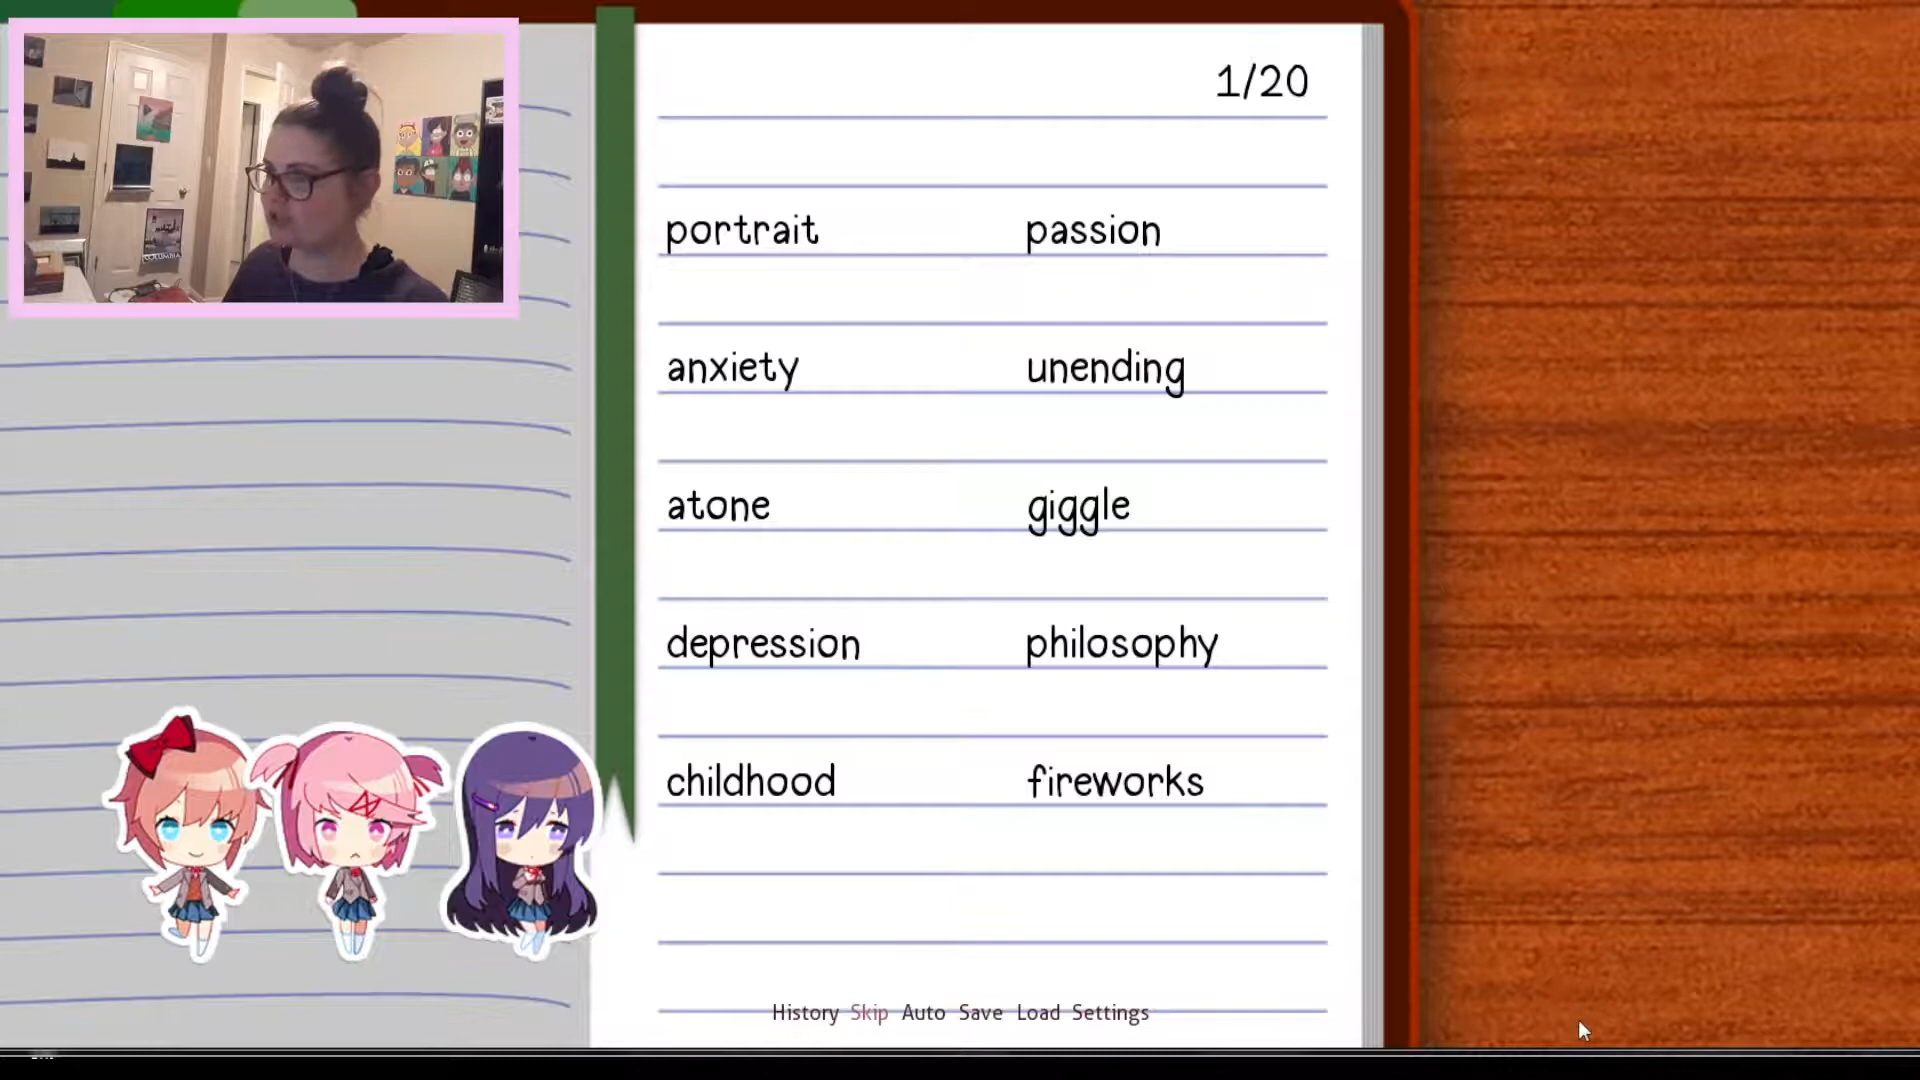 1/20
portrait passion
anxiety unending
atone giggle
depression philosophy
childhood fireworks
History Skip Auto Save Load Settings